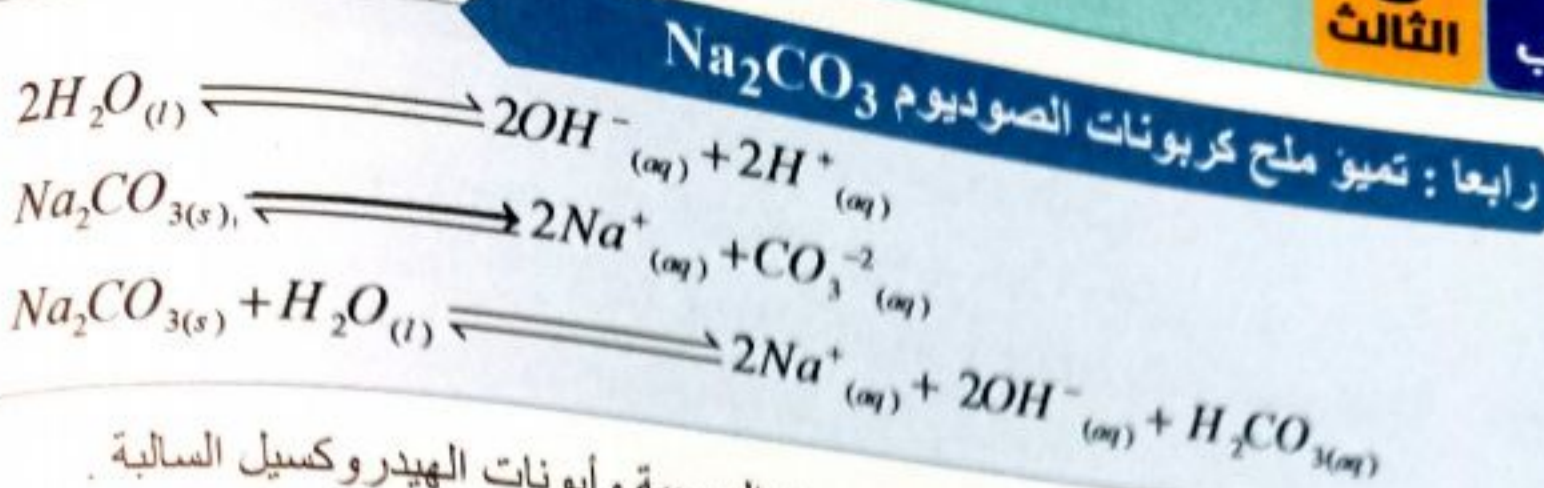 الثالث
رابعا : تميؤ ملح كربونات الصوديوم Na₂CO₃
2H₂O(l) ⇌ 2OH⁻(aq) + 2H⁺(aq)
Na₂CO₃(s), ⇌ 2Na⁺(aq) + CO₃⁻²(aq)
Na₂CO₃(s) + H₂O(l) ⇌ 2Na⁺(aq) + 2OH⁻(aq) + H₂CO₃(aq)
وأيونات الهيدروكسيل السالبة .